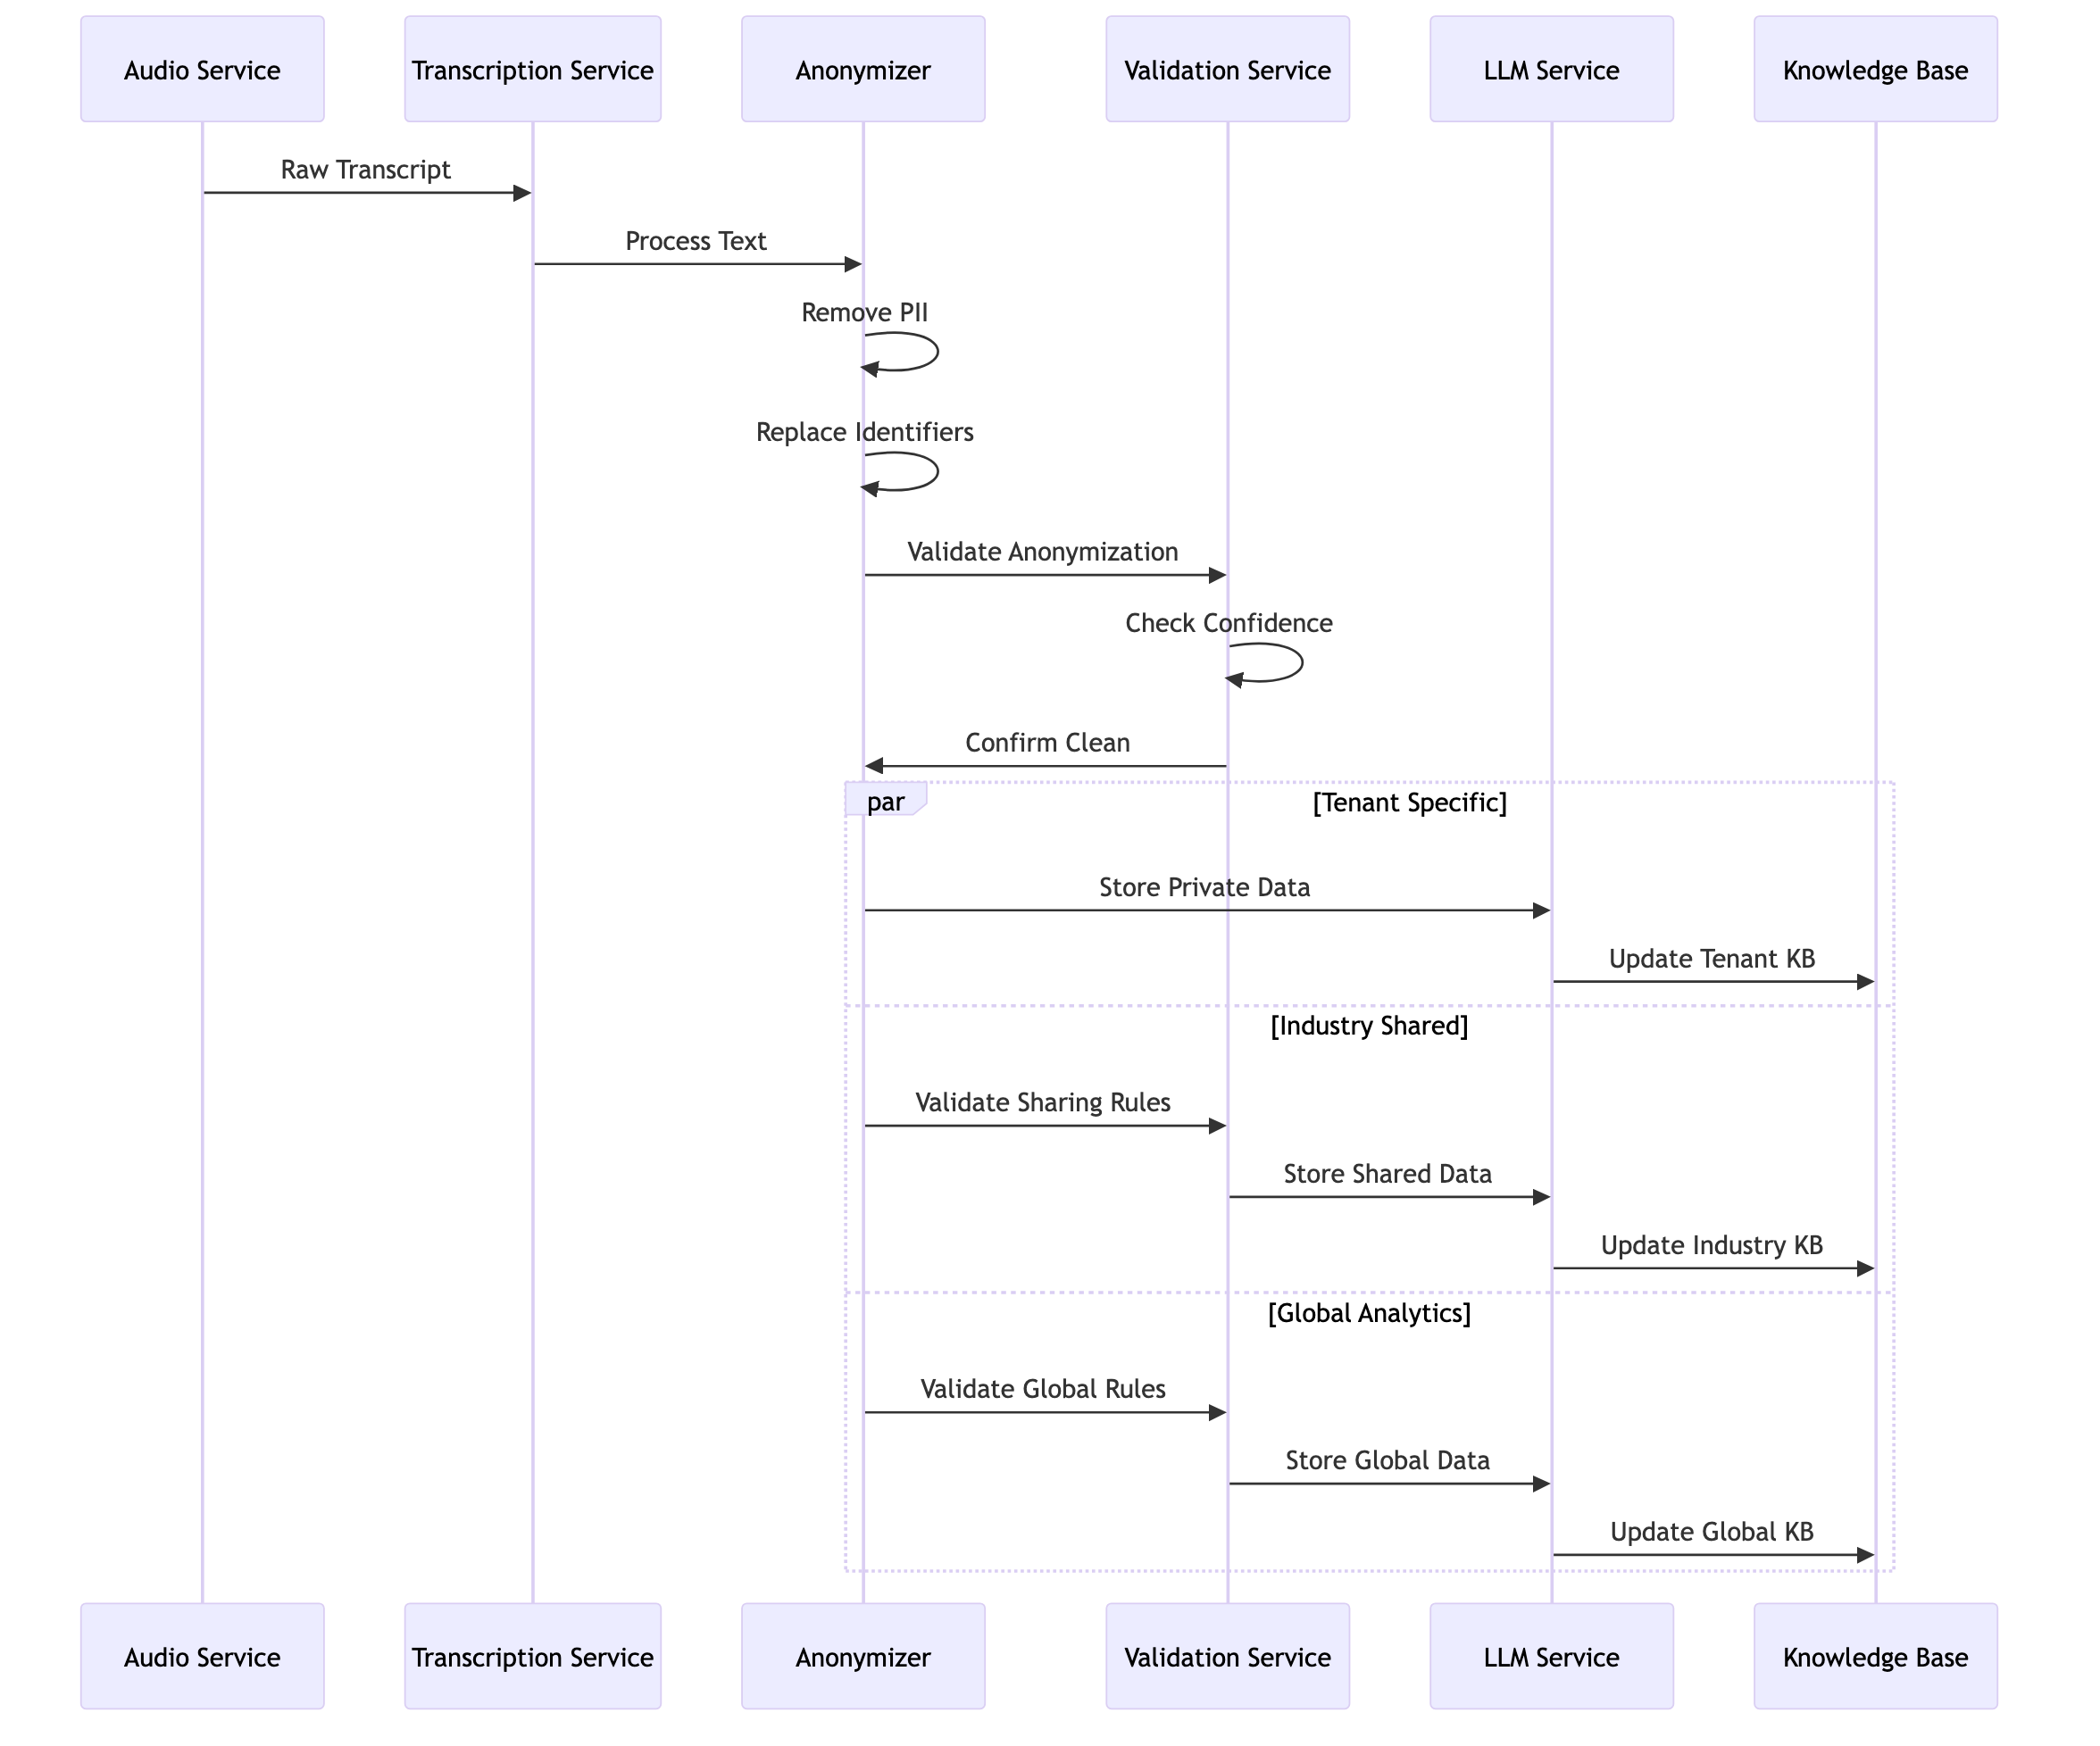 Audio Service
Transcription Service
Anonymizer
Validation Service
LLM Service
Knowledge Base
Raw Transcript
Process Text
Remove PII
Replace Identifiers
Validate Anonymization
Check Confidence
Confirm Clean
par
[Tenant Specific]
Store Private Data
Update Tenant KB
[Industry Shared]
Validate Sharing Rules
Store Shared Data
Update Industry KB
[Global Analytics]
Validate Global Rules
Store Global Data
Update Global KB
Audio Service
Transcription Service
Anonymizer
Validation Service
LLM Service
Knowledge Base